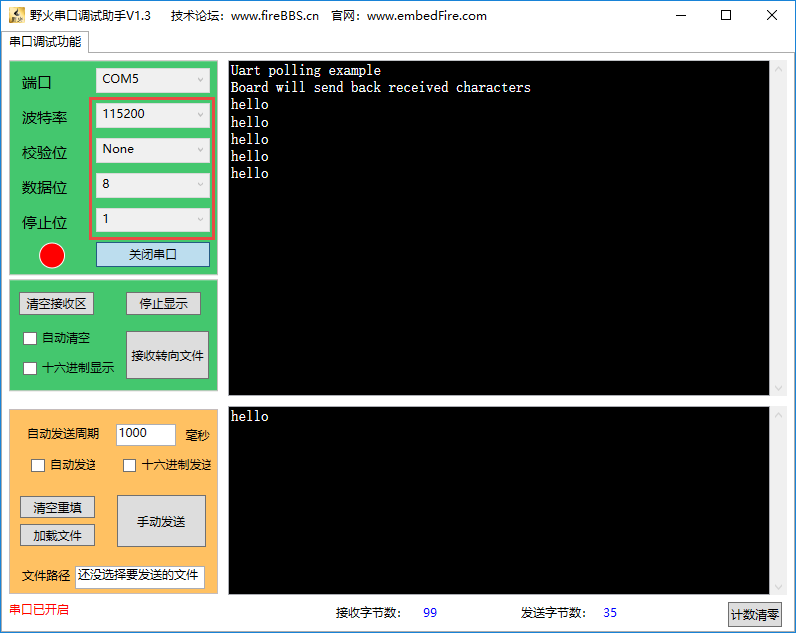 野火串口调试助手V1.3 技术论坛：www.fireBBS.cn 官网：www.embedFire.com
串口调试功能
端口 COM5
波特率 115200
校验位 None
数据位 8
停止位 1
关闭串口
清空接收区 停止显示
自动清空
十六进制显示
接收转向文件
Uart polling example
Board will send back received characters
hello
hello
hello
hello
hello
自动发送周期 1000 毫秒
自动发送 十六进制发送
清空重填
加载文件
手动发送
文件路径 还没选择要发送的文件
hello
串口已开启 接收字节数： 99 发送字节数： 35 计数清零